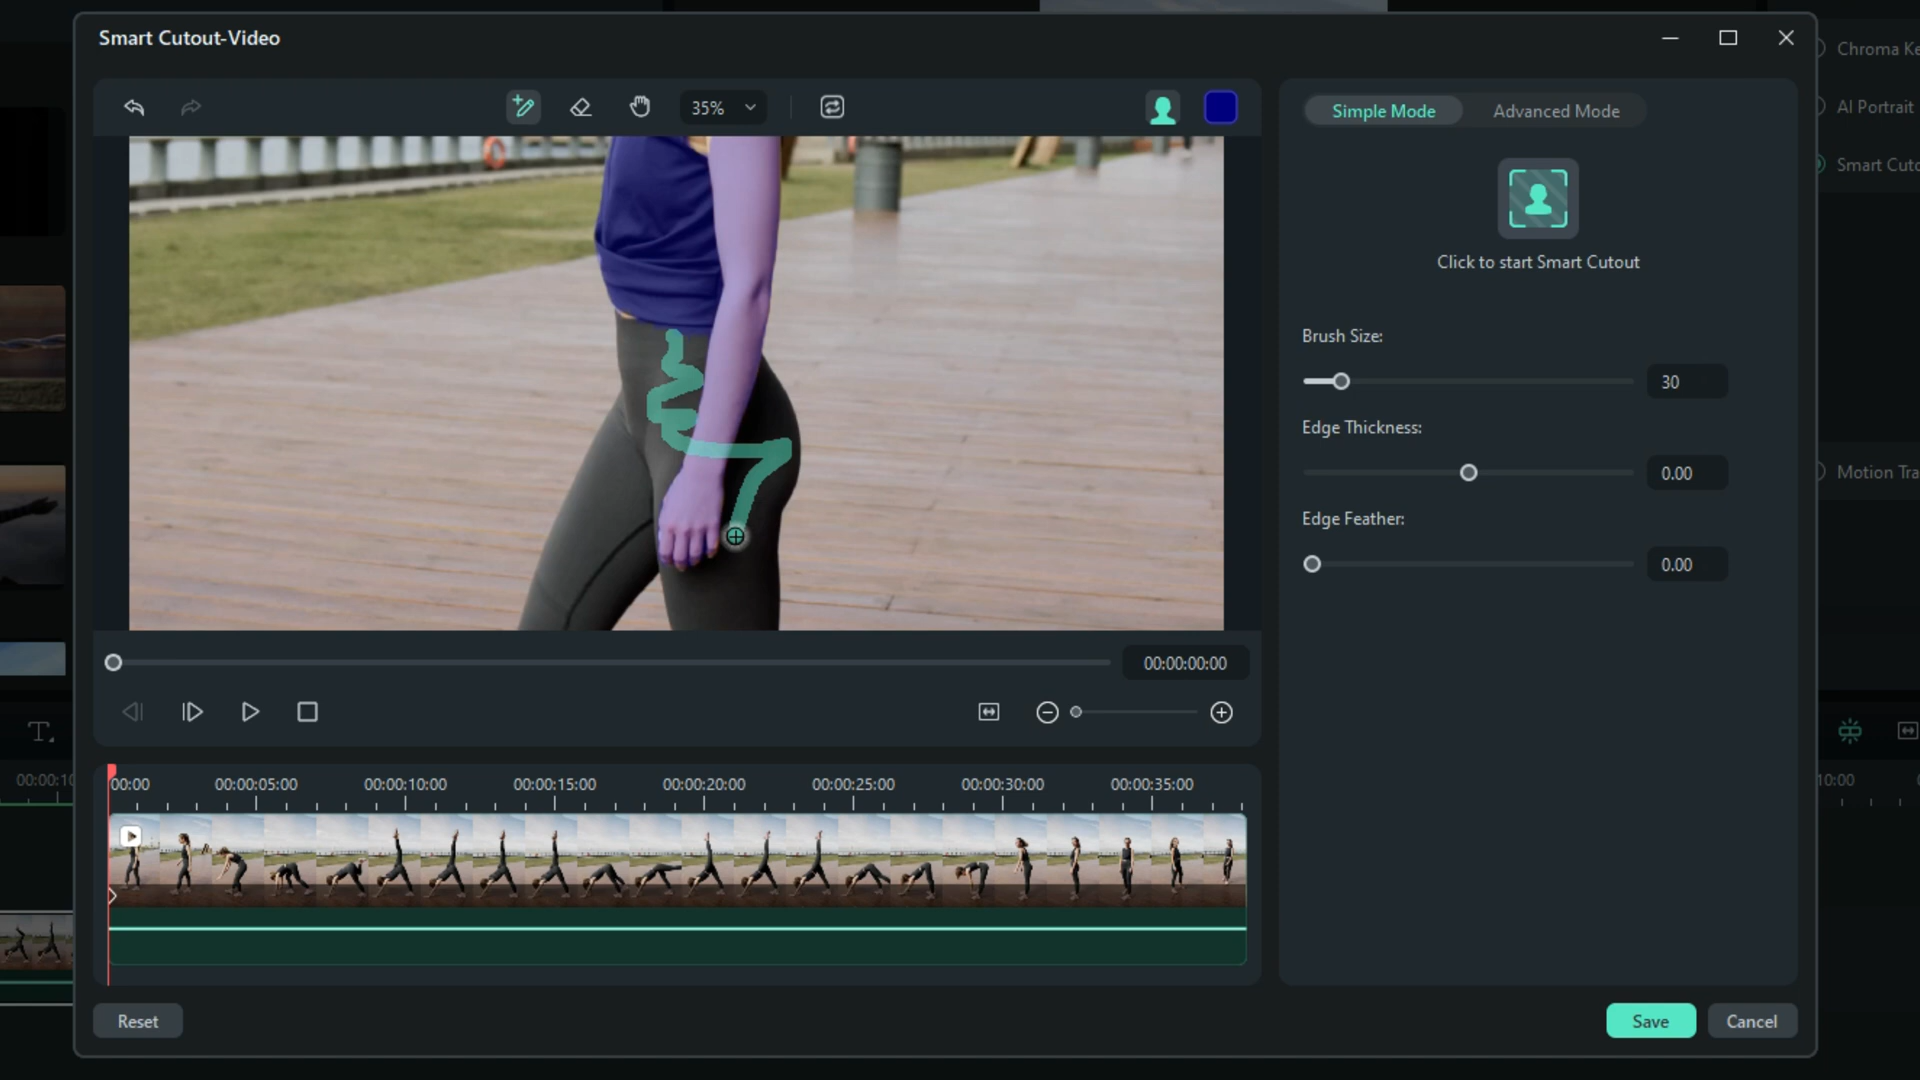 Smart Cutout-Video
35%
Simple Mode
Advanced Mode
Click to start Smart Cutout
Brush Size:
30
Edge Thickness:
0.00
Edge Feather:
0.00
00:00:00:00
00:00
00:00:05:00
00:00:10:00
00:00:15:00
00:00:20:00
00:00:25:00
00:00:30:00
00:00:35:00
Reset
Save
Cancel
Chroma Ke
AI Portrait
Smart Cuto
Motion Tra
T
00:00:10
10:00